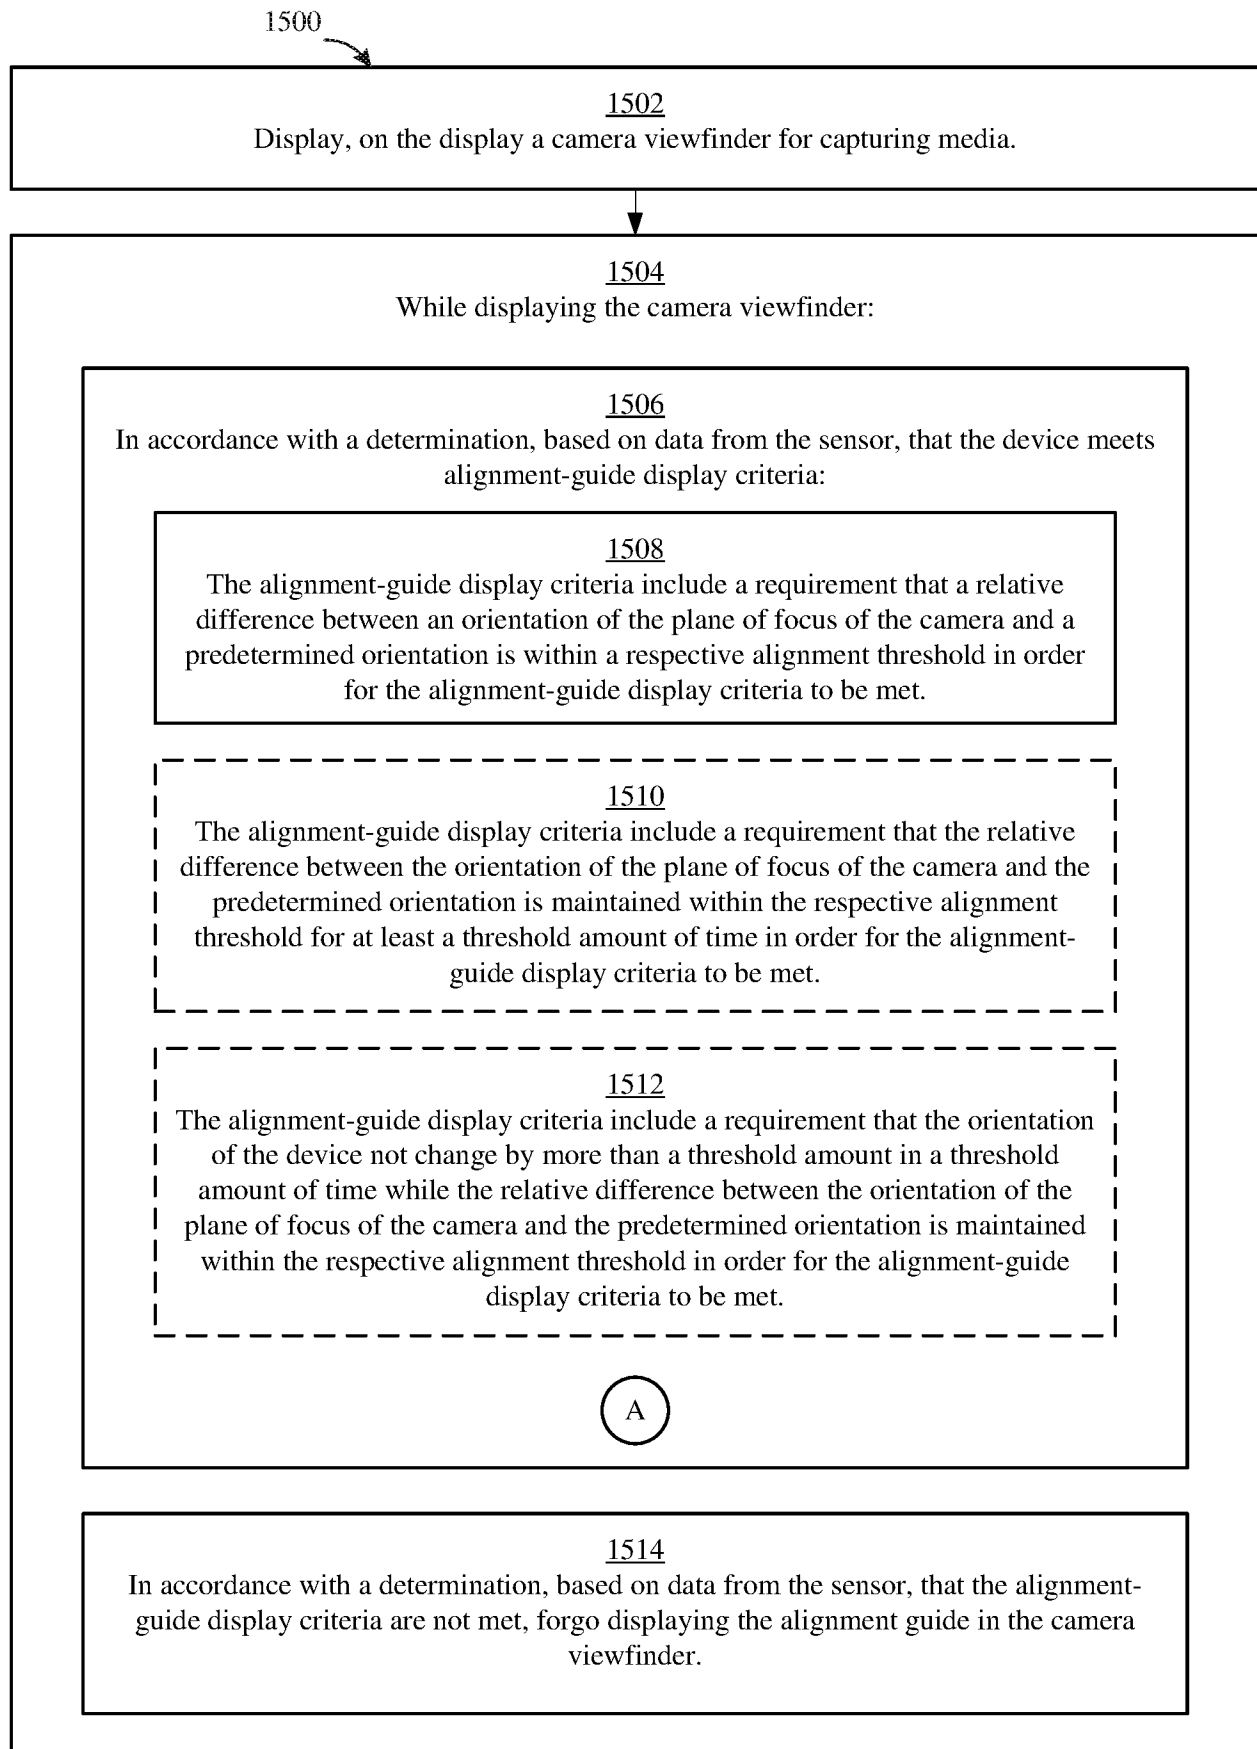 1500
1502
Display, on the display a camera viewfinder for capturing media.
1504
While displaying the camera viewfinder:
1506
In accordance with a determination, based on data from the sensor, that the device meets
alignment-guide display criteria:
1508
The alignment-guide display criteria include a requirement that a relative
difference between an orientation of the plane of focus of the camera and a
predetermined orientation is within a respective alignment threshold in order
for the alignment-guide display criteria to be met.
1510
The alignment-guide display criteria include a requirement that the relative
difference between the orientation of the plane of focus of the camera and the
predetermined orientation is maintained within the respective alignment
threshold for at least a threshold amount of time in order for the alignment-
guide display criteria to be met.
1512
The alignment-guide display criteria include a requirement that the orientation
of the device not change by more than a threshold amount in a threshold
amount of time while the relative difference between the orientation of the
plane of focus of the camera and the predetermined orientation is maintained
within the respective alignment threshold in order for the alignment-guide
display criteria to be met.
A
1514
In accordance with a determination, based on data from the sensor, that the alignment-
guide display criteria are not met, forgo displaying the alignment guide in the camera
viewfinder.